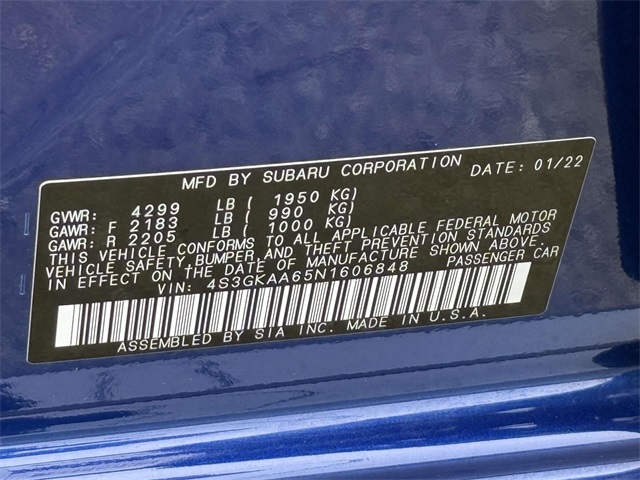 MFD BY SUBARU CORPORATION DATE: 01/22
GVWR: 4299 LB ( 1950 KG)
GAWR: F 2183 LB ( 990 KG)
GAWR: R 2205 LB ( 1000 KG)
THIS VEHICLE CONFORMS TO ALL APPLICABLE FEDERAL MOTOR
VEHICLE SAFETY, BUMPER, AND THEFT PREVENTION STANDARDS
IN EFFECT ON THE DATE OF MANUFACTURE SHOWN ABOVE.
VIN: 4S3GKAA65N1606848 PASSENGER CAR
ASSEMBLED BY SIA INC. MADE IN U.S.A.